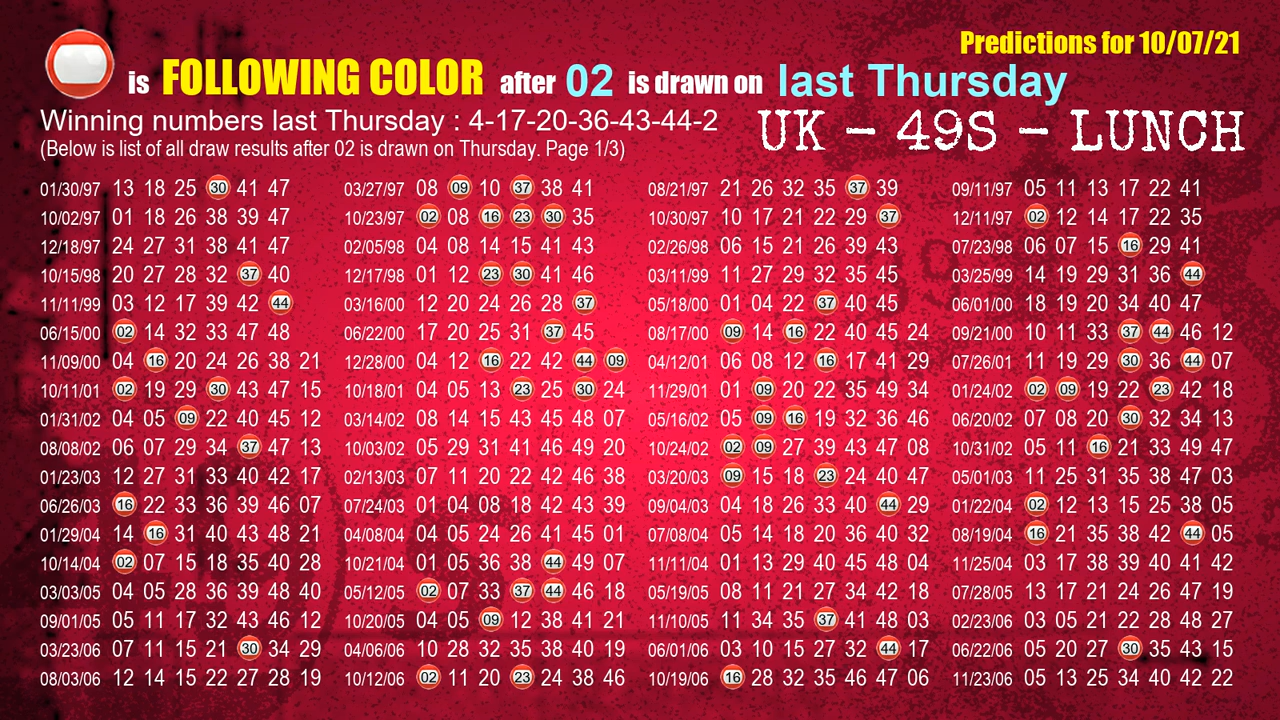 Predictions for 10/07/21
is FOLLOWING COLOR after 02 is drawn on last Thursday
Winning numbers last Thursday : 4-17-20-36-43-44-2
UK - 49S - LUNCH
(Below is list of all draw results after 02 is drawn on Thursday. Page 1/3)
01/30/97 13 18 25 30 41 47 03/27/97 08 09 10 37 38 41 08/21/97 21 26 32 35 37 39 09/11/97 05 11 13 17 22 41
10/02/97 01 18 26 38 39 47 10/23/97 02 08 16 23 30 35 10/30/97 10 17 21 22 29 37 12/11/97 02 12 14 17 22 35
12/18/97 24 27 31 38 41 47 02/05/98 04 08 14 15 41 43 02/26/98 06 15 21 26 39 43 07/23/98 06 07 15 16 29 41
10/15/98 20 27 28 32 37 40 12/17/98 01 12 23 30 41 46 03/11/99 11 27 29 32 35 45 03/25/99 14 19 29 31 36 44
11/11/99 03 12 17 39 42 44 03/16/00 12 20 24 26 28 37 05/18/00 01 04 22 37 40 45 06/01/00 18 19 20 34 40 47
06/15/00 02 14 32 33 47 48 06/22/00 17 20 25 31 37 45 08/17/00 09 14 16 22 40 45 24 09/21/00 10 11 33 37 44 46 12
11/09/00 04 16 20 24 26 38 21 12/28/00 04 12 16 22 42 44 09 04/12/01 06 08 12 16 17 41 29 07/26/01 11 19 29 30 36 44 07
10/11/01 02 19 29 30 43 47 15 10/18/01 04 05 13 23 25 30 24 11/29/01 01 09 20 22 35 49 34 01/24/02 02 09 19 22 23 42 18
01/31/02 04 05 09 22 40 45 12 03/14/02 08 14 15 43 45 48 07 05/16/02 05 09 16 19 32 36 46 06/20/02 07 08 20 30 32 34 13
08/08/02 06 07 29 34 37 47 13 10/03/02 05 29 31 41 46 49 20 10/24/02 02 09 27 39 43 47 08 10/31/02 05 11 16 21 33 49 47
01/23/03 12 27 31 33 40 42 17 02/13/03 07 11 20 22 42 46 38 03/20/03 09 15 18 23 24 40 47 05/01/03 11 25 31 35 38 47 03
06/26/03 16 22 33 36 39 46 07 07/24/03 01 04 08 18 42 43 39 09/04/03 04 18 26 33 40 44 29 01/22/04 02 12 13 15 25 38 05
01/29/04 14 16 31 40 43 48 21 04/08/04 04 05 24 26 41 45 01 07/08/04 05 14 18 20 36 40 32 08/19/04 16 21 35 38 42 44 05
10/14/04 02 07 15 18 35 40 28 10/21/04 01 05 36 38 44 49 07 11/11/04 01 13 29 40 45 48 04 11/25/04 03 17 38 39 40 41 42
03/03/05 04 05 28 36 39 48 40 05/12/05 02 07 33 37 44 46 18 05/19/05 08 11 21 27 34 42 18 07/28/05 13 17 21 24 26 47 19
09/01/05 05 11 17 32 43 46 12 10/20/05 04 05 09 12 38 41 21 11/10/05 11 34 35 37 41 48 03 02/23/06 03 05 21 22 28 48 27
03/23/06 07 11 15 21 30 34 29 04/06/06 10 28 32 35 38 40 19 06/01/06 03 10 15 27 32 44 17 06/22/06 05 20 27 30 35 43 15
08/03/06 12 14 15 22 27 28 19 10/12/06 02 11 20 23 24 38 46 10/19/06 16 28 32 35 46 47 06 11/23/06 05 13 25 34 40 42 22